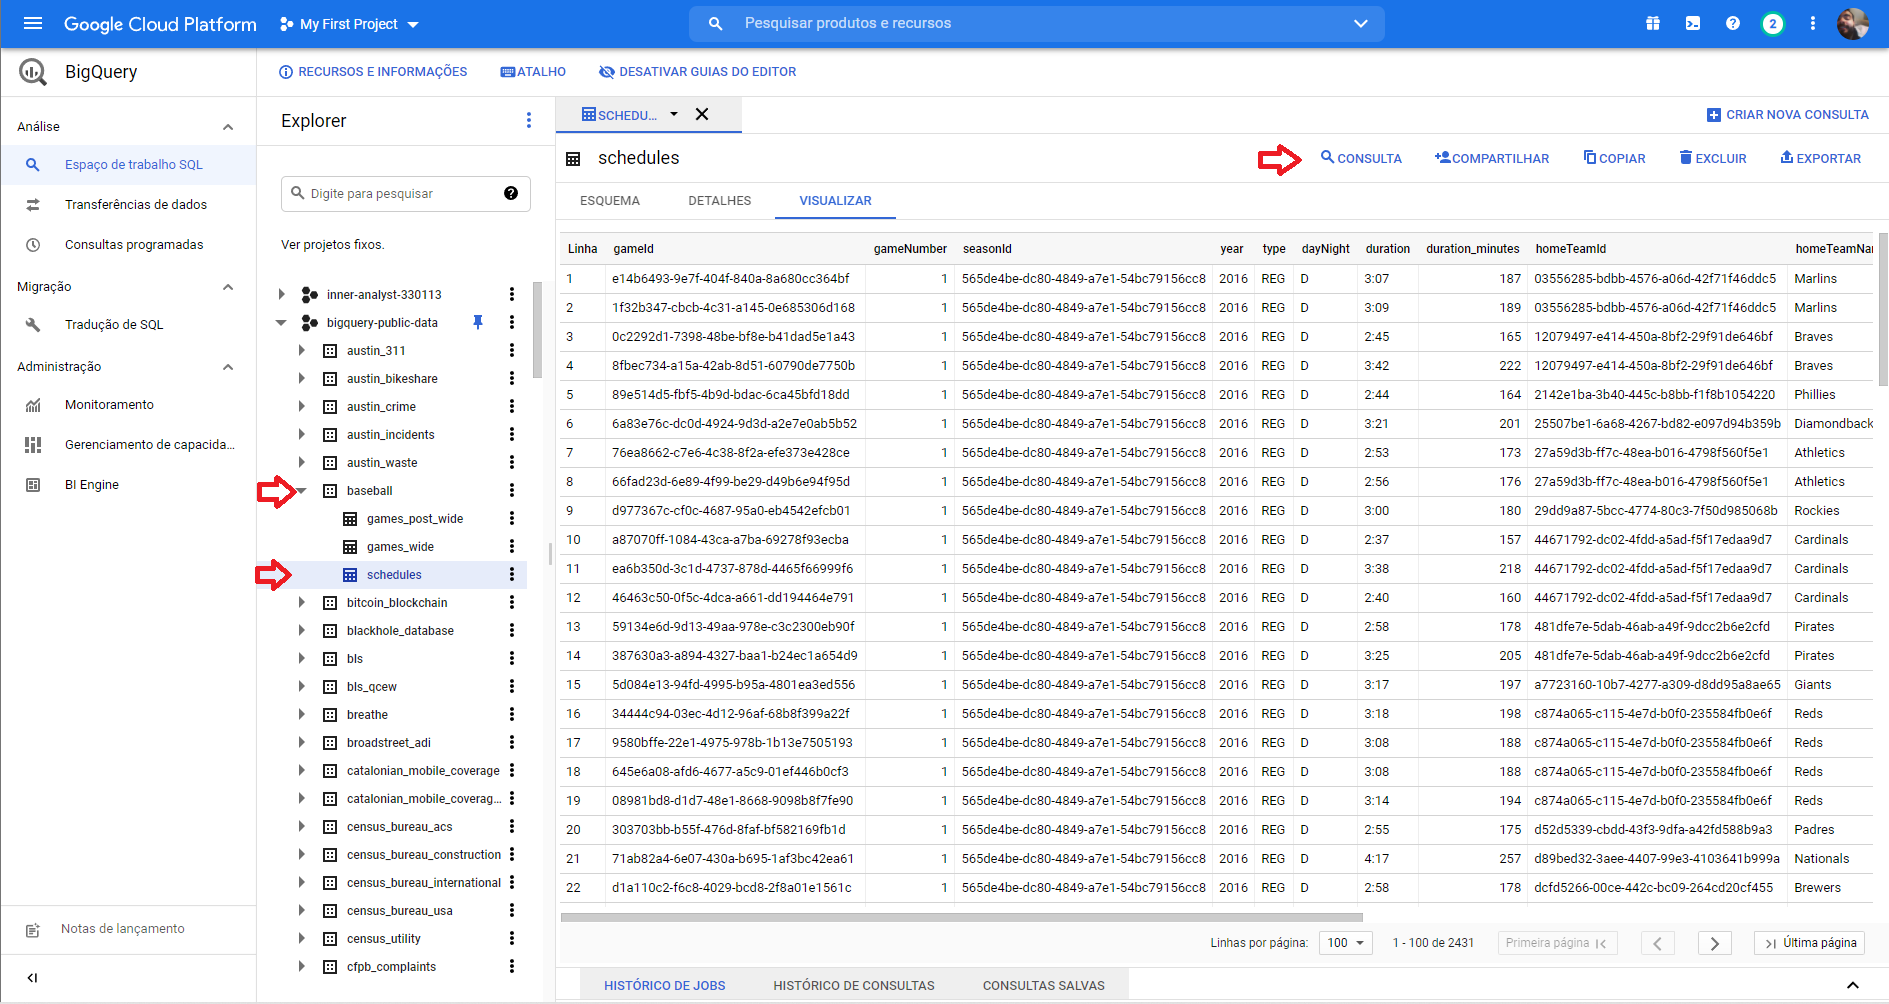 Google Cloud Platform
My First Project
Pesquisar produtos e recursos
2
BigQuery
RECURSOS E INFORMAÇÕES
ATALHO
DESATIVAR GUIAS DO EDITOR
Análise
Espaço de trabalho SQL
Transferências de dados
Consultas programadas
Migração
Tradução de SQL
Administração
Monitoramento
Gerenciamento de capacida...
BI Engine
Notas de lançamento
Explorer
Digite para pesquisar
Ver projetos fixos.
inner-analyst-330113
bigquery-public-data
austin_311
austin_bikeshare
austin_crime
austin_incidents
austin_waste
baseball
games_post_wide
games_wide
schedules
bitcoin_blockchain
blackhole_database
bls
bls_qcew
breathe
broadstreet_adi
catalonian_mobile_coverage
catalonian_mobile_coverag...
census_bureau_acs
census_bureau_construction
census_bureau_international
census_bureau_usa
census_utility
cfpb_complaints
SCHEDU...
CRIAR NOVA CONSULTA
schedules
CONSULTA COMPARTILHAR COPIAR EXCLUIR EXPORTAR
ESQUEMA DETALHES VISUALIZAR
Linha gameId gameNumber seasonId year type dayNight duration duration_minutes homeTeamId homeTeamNa
1 e14b6493-9e7f-404f-840a-8a680cc364bf 1 565de4be-dc80-4849-a7e1-54bc79156cc8 2016 REG D 3:07 187 03556285-bdbb-4576-a06d-42f71f46ddc5 Marlins
2 1f32b347-cbcb-4c31-a145-0e685306d168 1 565de4be-dc80-4849-a7e1-54bc79156cc8 2016 REG D 3:09 189 03556285-bdbb-4576-a06d-42f71f46ddc5 Marlins
3 0c2292d1-7398-48be-bf8e-b41dad5e1a43 1 565de4be-dc80-4849-a7e1-54bc79156cc8 2016 REG D 2:45 165 12079497-e414-450a-8bf2-29f91de646bf Braves
4 8fbec734-a15a-42ab-8d51-60790de7750b 1 565de4be-dc80-4849-a7e1-54bc79156cc8 2016 REG D 3:42 222 12079497-e414-450a-8bf2-29f91de646bf Braves
5 89e514d5-fbf5-4b9d-bdac-6ca45bfd18dd 1 565de4be-dc80-4849-a7e1-54bc79156cc8 2016 REG D 2:44 164 2142e1ba-3b40-445c-b8bb-f1f8b1054220 Phillies
6 6a83e76c-dc0d-4924-9d3d-a2e7e0ab5b52 1 565de4be-dc80-4849-a7e1-54bc79156cc8 2016 REG D 3:21 201 25507be1-6a68-4267-bd82-e097d94b359b Diamondback
7 76ea8662-c7e6-4c38-8f2a-efe373e428ce 1 565de4be-dc80-4849-a7e1-54bc79156cc8 2016 REG D 2:53 173 27a59d3b-ff7c-48ea-b016-4798f560f5e1 Athletics
8 66fad23d-6e89-4f99-be29-d49b6e94f95d 1 565de4be-dc80-4849-a7e1-54bc79156cc8 2016 REG D 2:56 176 27a59d3b-ff7c-48ea-b016-4798f560f5e1 Athletics
9 d977367c-cf0c-4687-95a0-eb4542efcb01 1 565de4be-dc80-4849-a7e1-54bc79156cc8 2016 REG D 3:00 180 29dd9a87-5bcc-4774-80c3-7f50d985068b Rockies
10 a87070ff-1084-43ca-a7ba-69278f93ecba 1 565de4be-dc80-4849-a7e1-54bc79156cc8 2016 REG D 2:37 157 44671792-dc02-4fdd-a5ad-f5f17edaa9d7 Cardinals
11 ea6b350d-3c1d-4737-878d-4465f66999f6 1 565de4be-dc80-4849-a7e1-54bc79156cc8 2016 REG D 3:38 218 44671792-dc02-4fdd-a5ad-f5f17edaa9d7 Cardinals
12 46463c50-0f5c-4dca-a661-dd194464e791 1 565de4be-dc80-4849-a7e1-54bc79156cc8 2016 REG D 2:40 160 44671792-dc02-4fdd-a5ad-f5f17edaa9d7 Cardinals
13 59134e6d-9d13-49aa-978e-c3c2300eb90f 1 565de4be-dc80-4849-a7e1-54bc79156cc8 2016 REG D 2:58 178 481dfe7e-5dab-46ab-a49f-9dcc2b6e2cfd Pirates
14 387630a3-a894-4327-baa1-b24ec1a654d9 1 565de4be-dc80-4849-a7e1-54bc79156cc8 2016 REG D 3:25 205 481dfe7e-5dab-46ab-a49f-9dcc2b6e2cfd Pirates
15 5d084e13-94fd-4995-b95a-4801ea3ed556 1 565de4be-dc80-4849-a7e1-54bc79156cc8 2016 REG D 3:17 197 a7723160-10b7-4277-a309-d8dd95a8ae65 Giants
16 34444c94-03ec-4d12-96af-68b8f399a22f 1 565de4be-dc80-4849-a7e1-54bc79156cc8 2016 REG D 3:18 198 c874a065-c115-4e7d-b0f0-235584fb0e6f Reds
17 9580bffe-22e1-4975-978b-1b13e7505193 1 565de4be-dc80-4849-a7e1-54bc79156cc8 2016 REG D 3:08 188 c874a065-c115-4e7d-b0f0-235584fb0e6f Reds
18 645e6a08-afd6-4677-a5c9-01ef446b0cf3 1 565de4be-dc80-4849-a7e1-54bc79156cc8 2016 REG D 3:08 188 c874a065-c115-4e7d-b0f0-235584fb0e6f Reds
19 08981bd8-d1d7-48e1-8668-9098b8f7fe90 1 565de4be-dc80-4849-a7e1-54bc79156cc8 2016 REG D 3:14 194 c874a065-c115-4e7d-b0f0-235584fb0e6f Reds
20 303703bb-b55f-476d-8faf-bf582169fb1d 1 565de4be-dc80-4849-a7e1-54bc79156cc8 2016 REG D 2:55 175 d52d5339-cbdd-43f3-9dfa-a42fd588b9a3 Padres
21 71ab82a4-6e07-430a-b695-1af3bc42ea61 1 565de4be-dc80-4849-a7e1-54bc79156cc8 2016 REG D 4:17 257 d89bed32-3aee-4407-99e3-4103641b999a Nationals
22 d1a110c2-f6c8-4029-bcd8-2f8a01e1561c 1 565de4be-dc80-4849-a7e1-54bc79156cc8 2016 REG D 2:58 178 dcfd5266-00ce-442c-bc09-264cd20cf455 Brewers
Linhas por página: 100 1 - 100 de 2431 Primeira página Última página
HISTÓRICO DE JOBS HISTÓRICO DE CONSULTAS CONSULTAS SALVAS